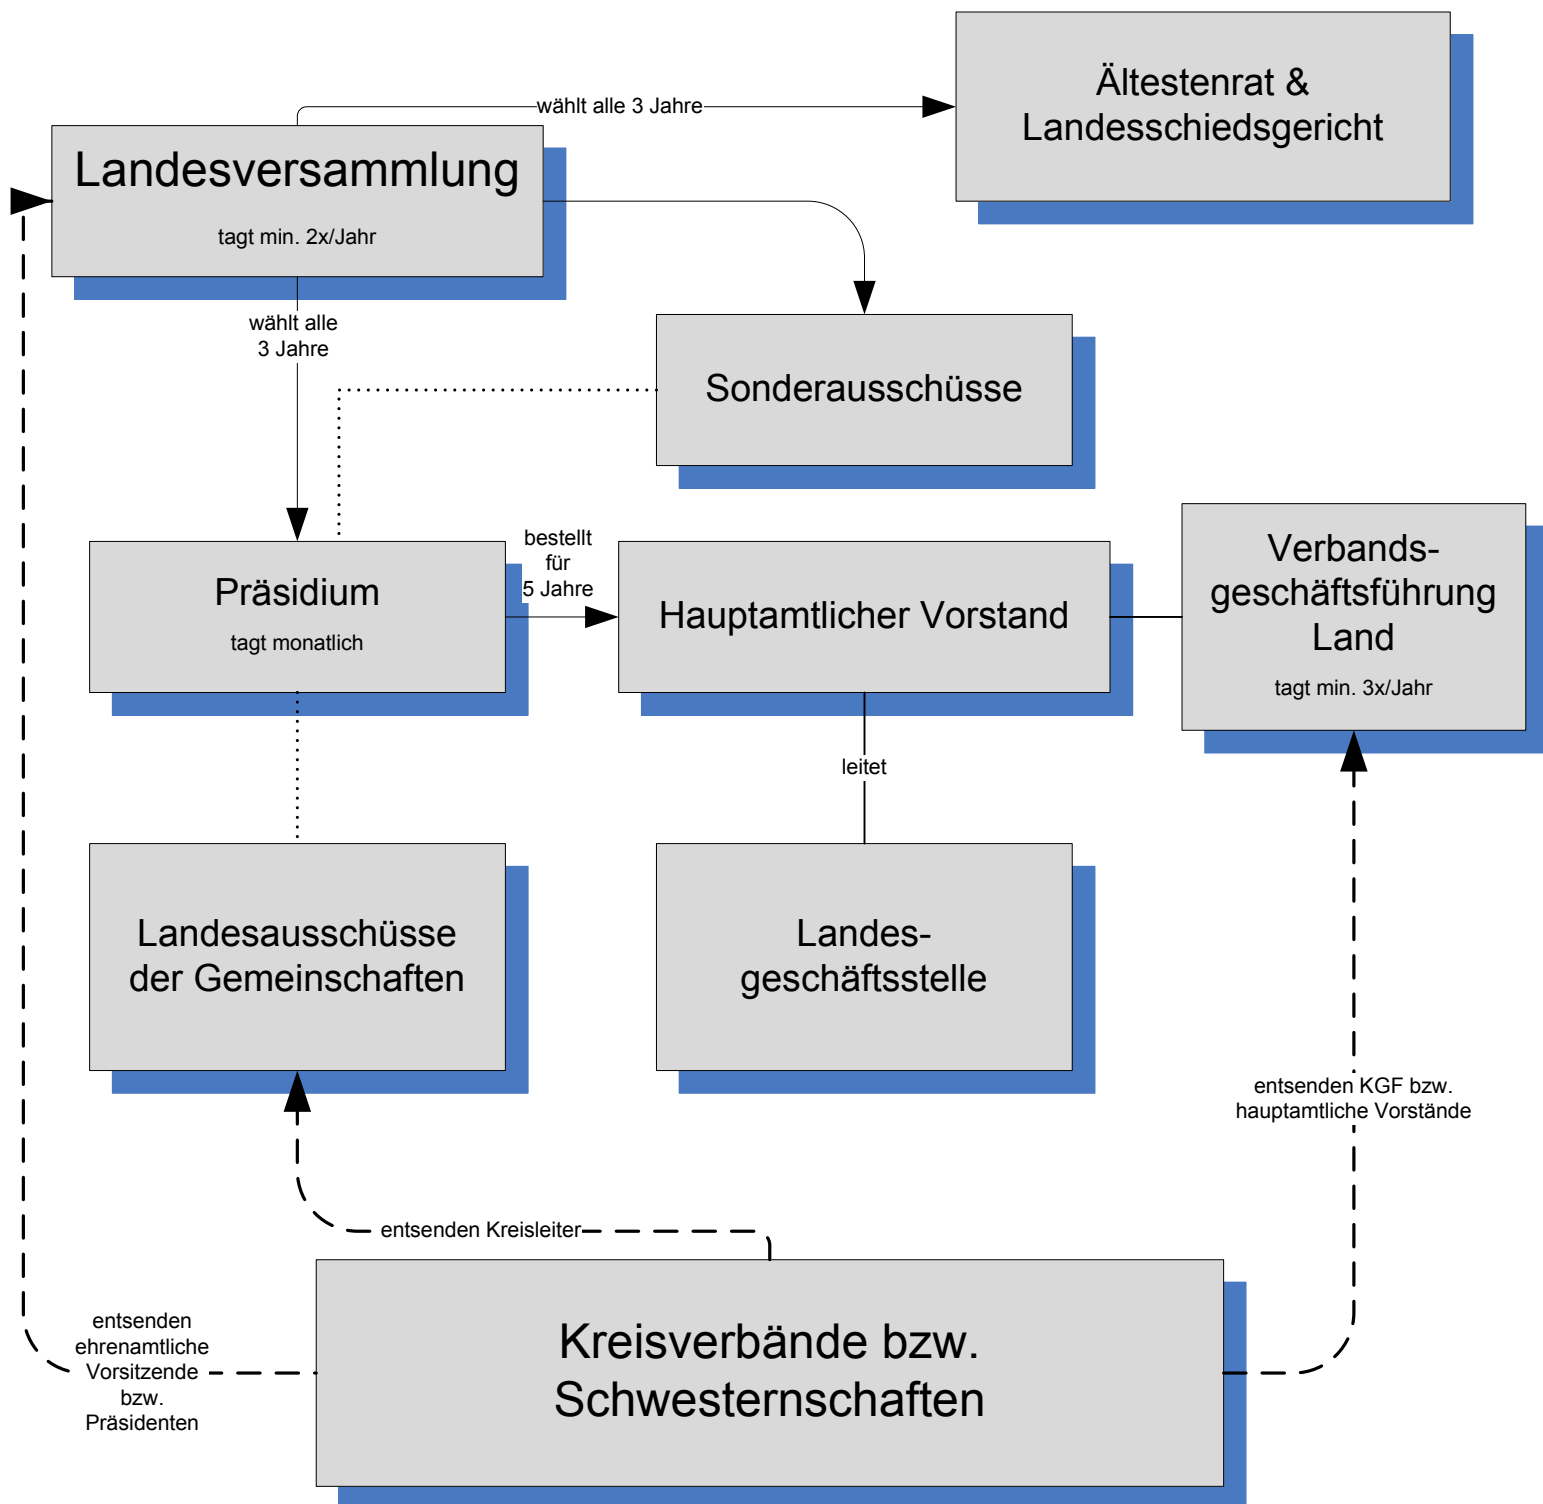 Ältestenrat &
Landesschiedsgericht
wählt alle 3 Jahre
Landesversammlung
tagt min. 2x/Jahr
wählt alle
3 Jahre
Sonderausschüsse
Präsidium
tagt monatlich
bestellt
für
5 Jahre
Hauptamtlicher Vorstand
Verbands-
geschäftsführung
Land
tagt min. 3x/Jahr
leitet
Landesausschüsse
der Gemeinschaften
Landes-
geschäftsstelle
entsenden KGF bzw.
hauptamtliche Vorstände
entsenden Kreisleiter
entsenden
ehrenamtliche
Vorsitzende
bzw.
Präsidenten
Kreisverbände bzw.
Schwesternschaften